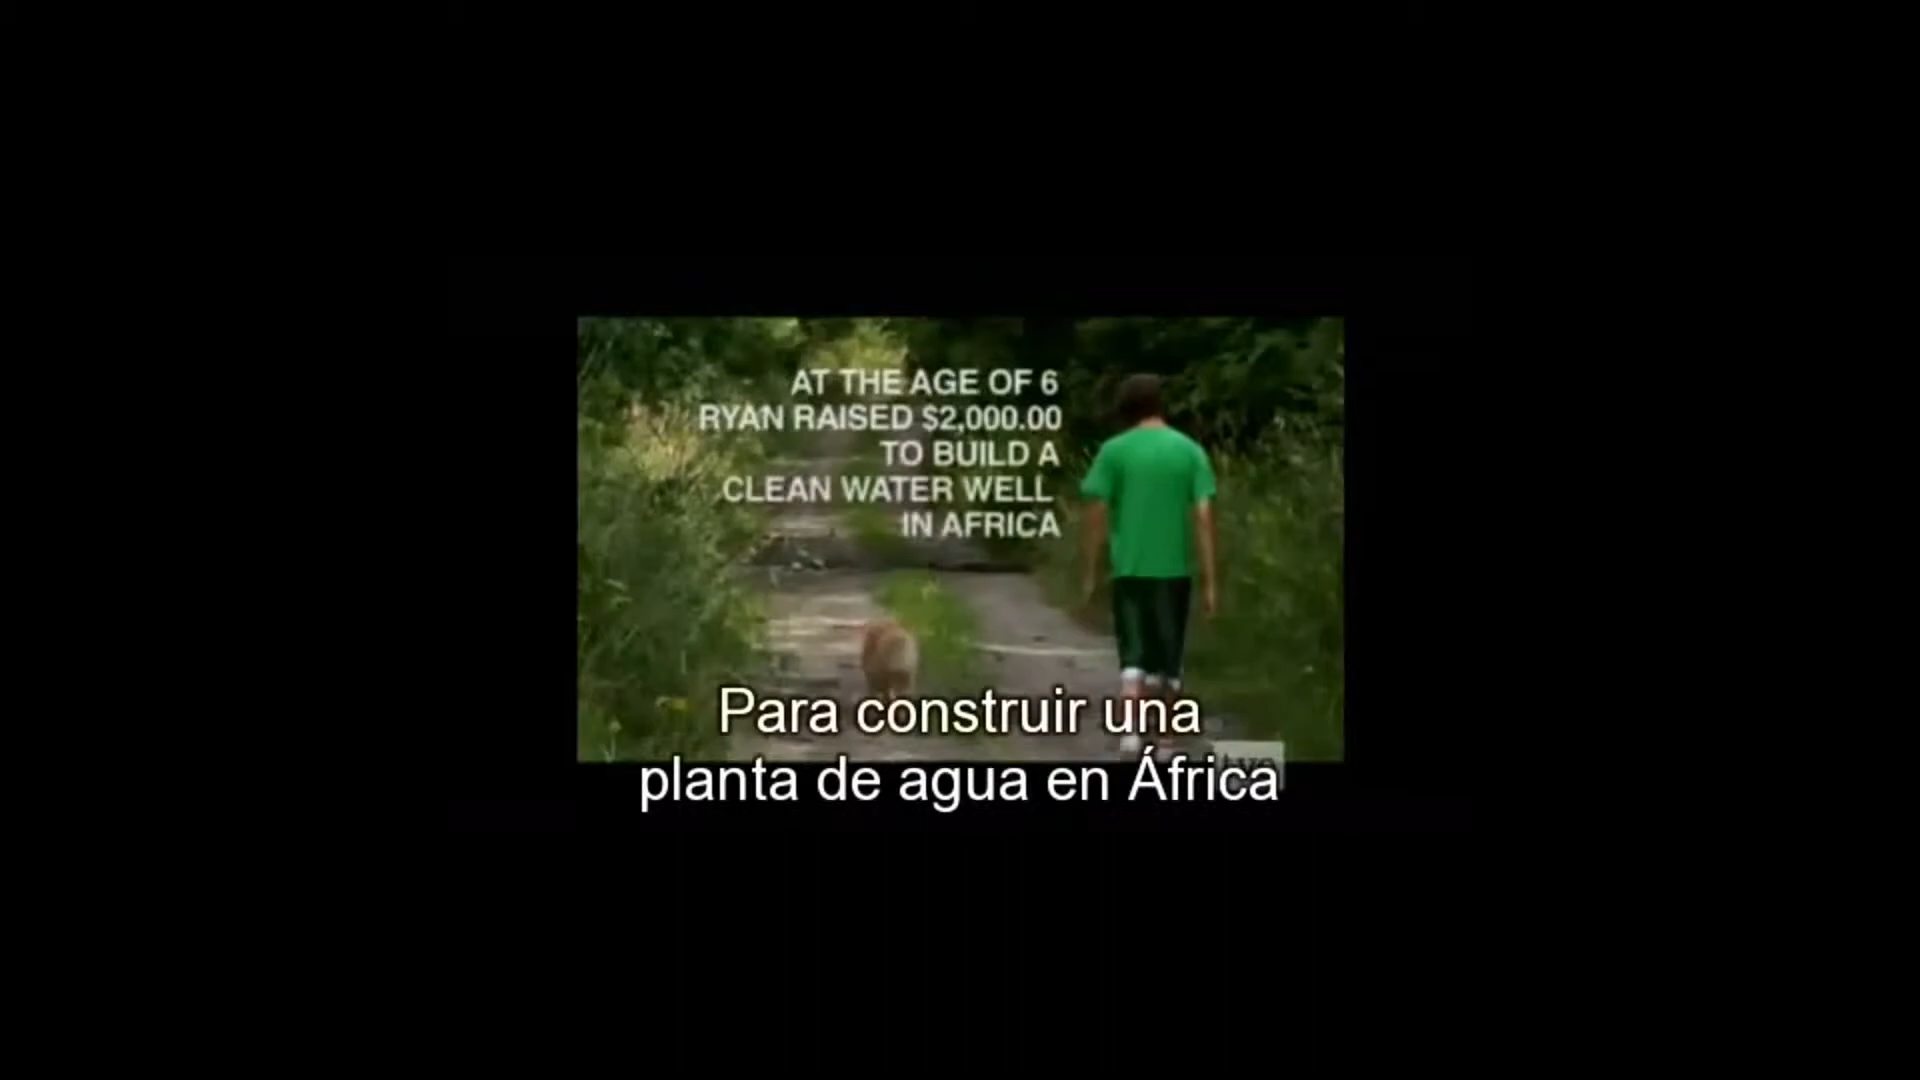 AT THE AGE OF 6
RYAN RAISED $2,000.00
TO BUILD A
CLEAN WATER WELL
IN AFRICA
Para construir una
planta de agua en África